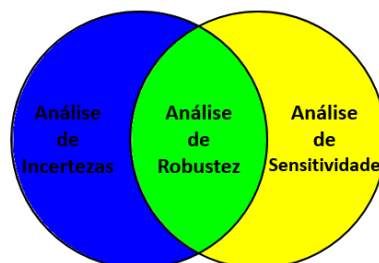 Análise
de
Incertezas
Análise
de
Robustez
Análise
de
Sensitividade